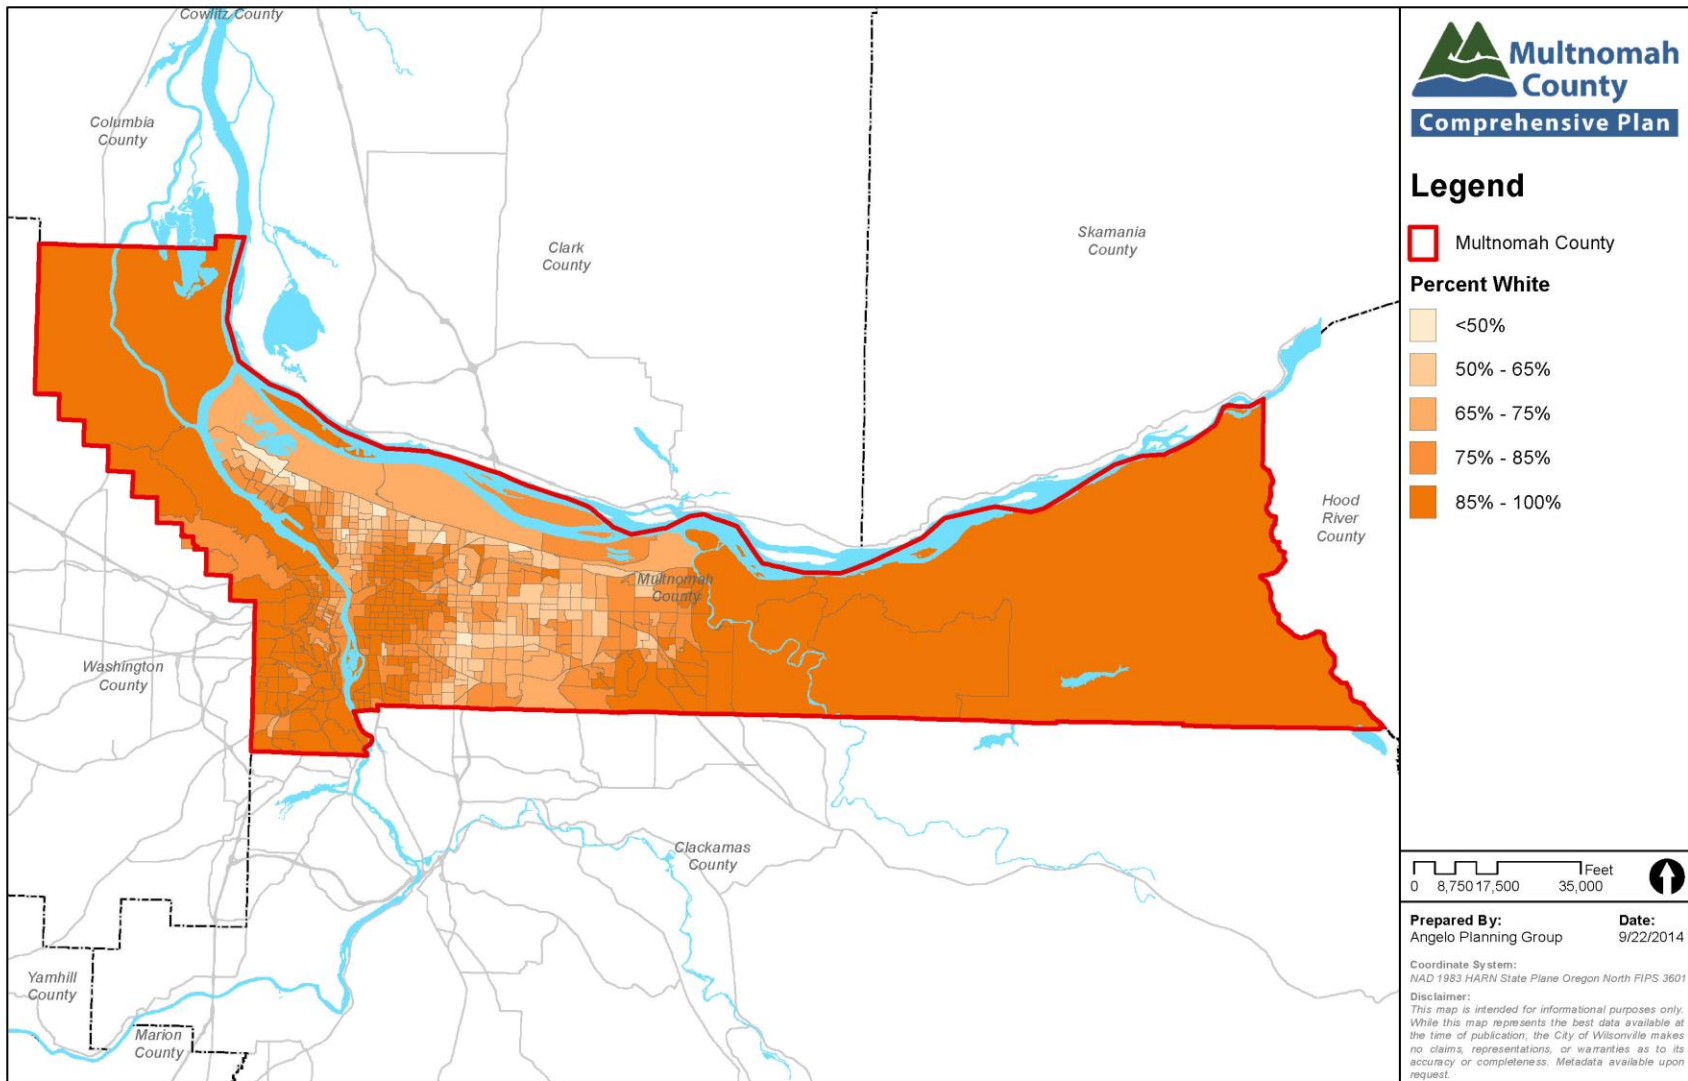 Cowlitz County
Columbia
County
Clark
County
Skamania
County
Hood
River
County
Multnomah
County
Washington
County
Clackamas
County
Yamhill
County
Marion
County
Multnomah
County
Comprehensive Plan
Legend
Multnomah County
Percent White
<50%
50% - 65%
65% - 75%
75% - 85%
85% - 100%
Feet
0 8,750 17,500 35,000
Prepared By: Date:
Angelo Planning Group 9/22/2014
Coordinate System:
NAD 1983 HARN State Plane Oregon North FIPS 3601
Disclaimer:
This map is intended for informational purposes only.
While this map represents the best data available at
the time of publication, the City of Wilsonville makes
no claims, representations, or warranties as to its
accuracy or completeness. Metadata available upon
request.